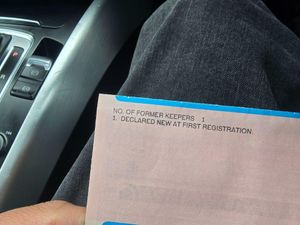 NO. OF FORMER KEEPERS 1
1. DECLARED NEW AT FIRST REGISTRATION